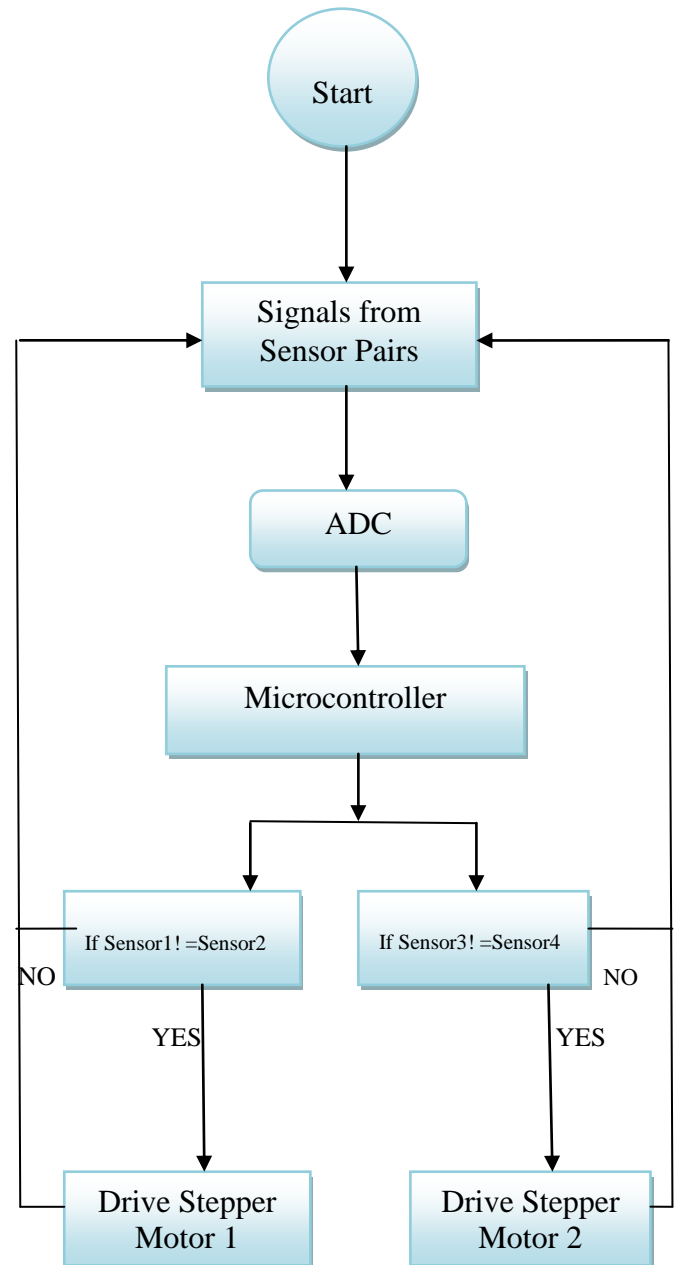 Start
Signals from
Sensor Pairs
ADC
Microcontroller
If Sensor1! =Sensor2
If Sensor3! =Sensor4
NO
NO
YES
YES
Drive Stepper
Motor 1
Drive Stepper
Motor 2